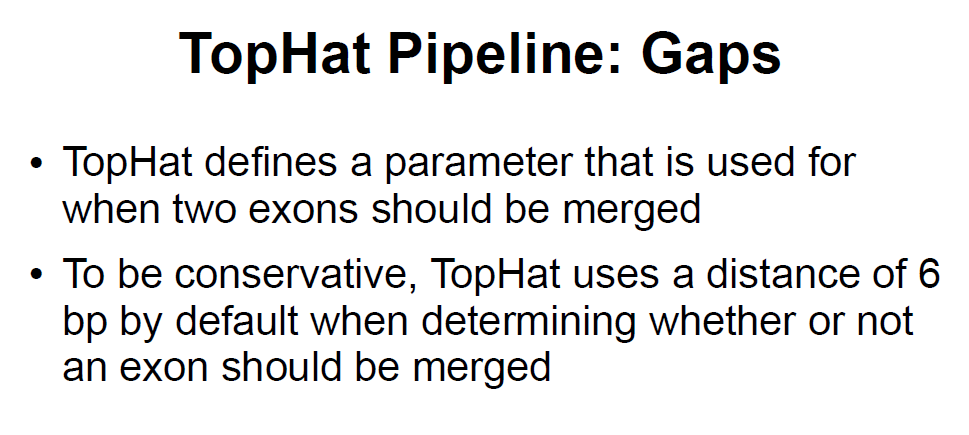 TopHat Pipeline: Gaps
• TopHat defines a parameter that is used for
when two exons should be merged
• To be conservative, TopHat uses a distance of 6
bp by default when determining whether or not
an exon should be merged